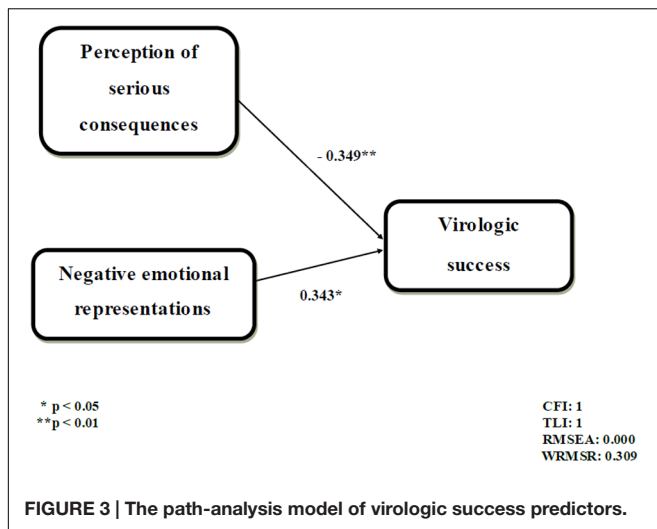 Perception of
serious
consequences
- 0.349**
Virologic
success
Negative emotional
representations
0.343*
* p < 0.05
**p < 0.01
CFI: 1
TLI: 1
RMSEA: 0.000
WRMSR: 0.309
FIGURE 3 | The path-analysis model of virologic success predictors.